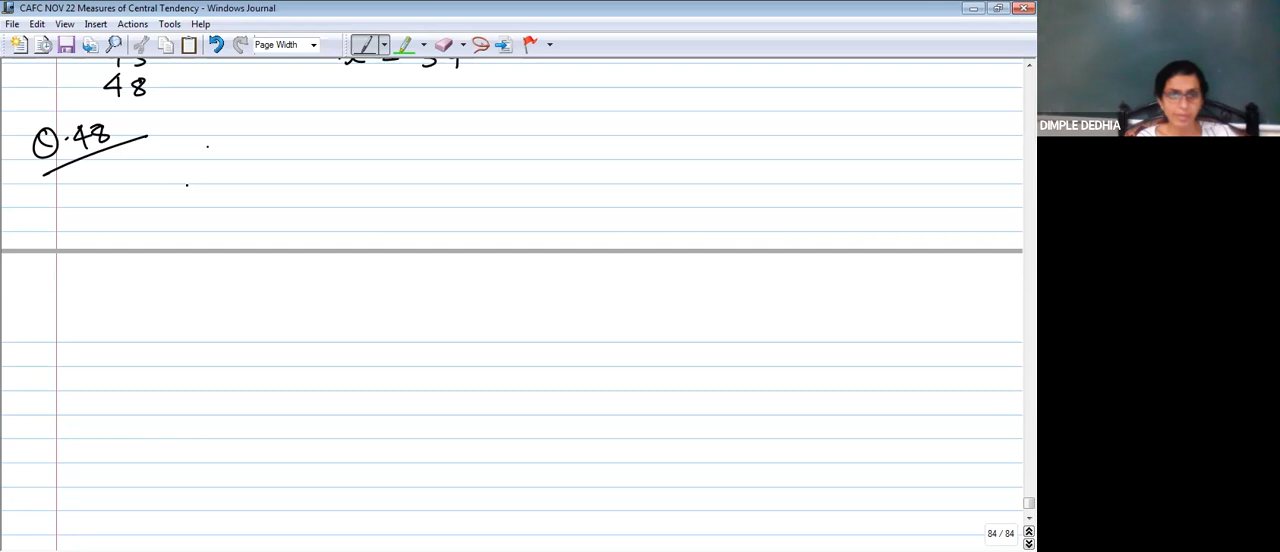 CAFC NOV 22 Measures of Central Tendency - Windows Journal
File Edit View Insert Actions Tools Help
Page Width
48
Q.48
DIMPLE DEDHIA
84 / 84